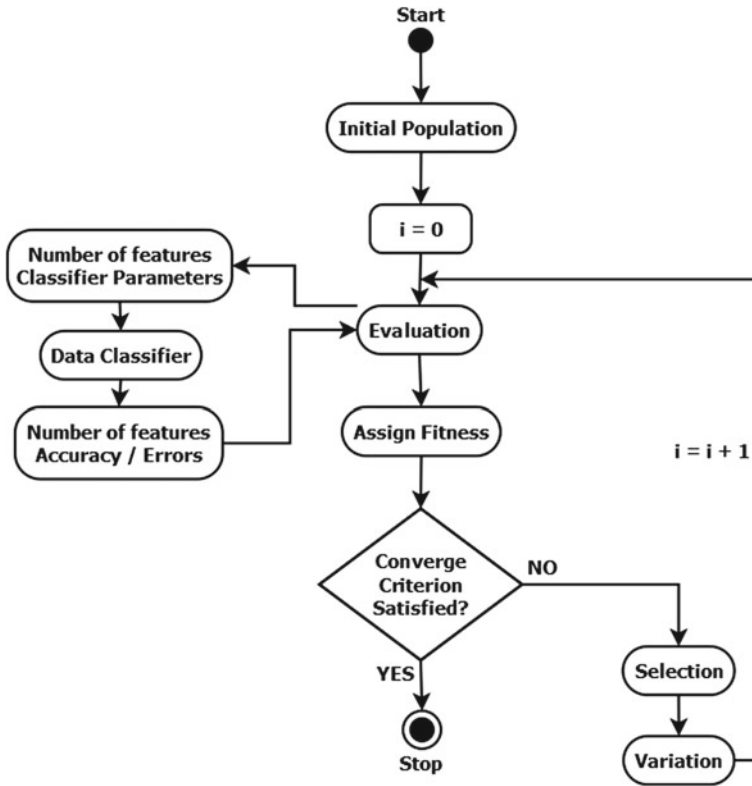 Start
Initial Population
i = 0
Number of features
Classifier Parameters
Evaluation
Data Classifier
Number of features
Accuracy / Errors
Assign Fitness
i = i + 1
Converge
Criterion
Satisfied?
NO
YES
Selection
Stop
Variation